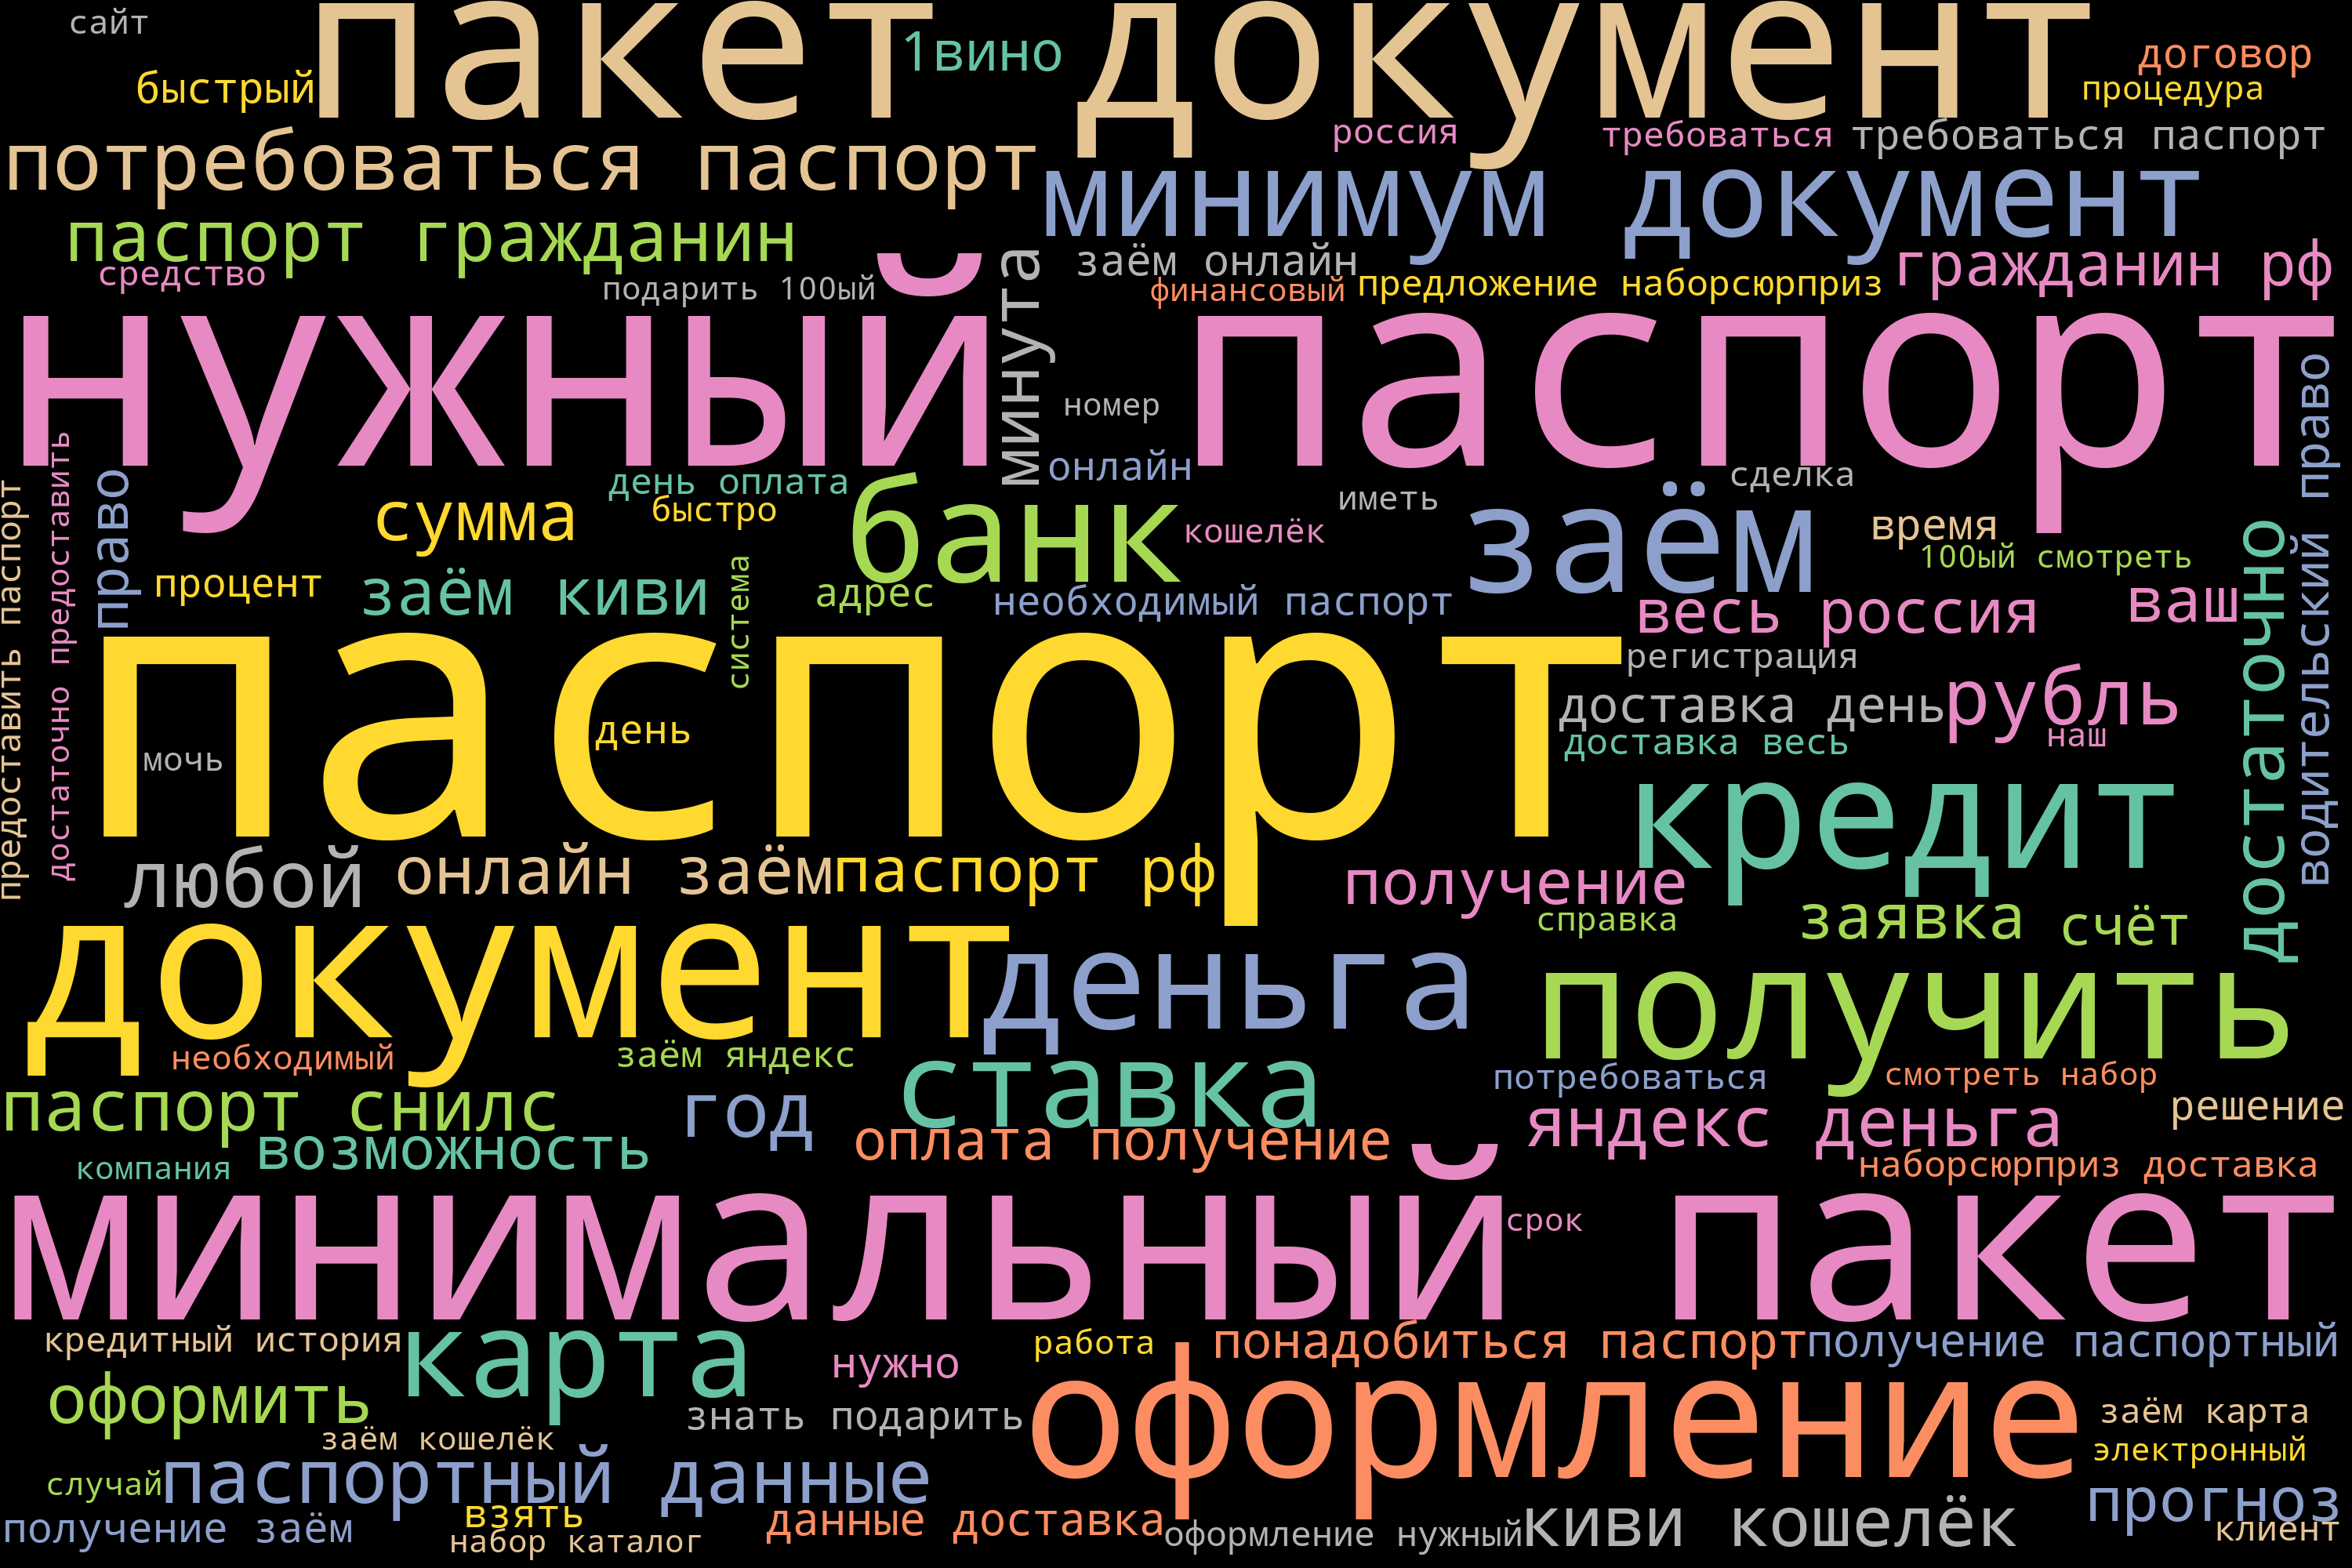 сайт
пакет документ
1вино
договор
быстрый
процедура
россия
требоваться
требоваться паспорт
потребоваться паспорт
минимум документ
паспорт гражданин
заём онлайн
гражданин рф
средство
подарить 100ый
минута
финансовый
предложение наборсюрприз
нужный паспорт
номер
водительский право
достаточно предоставить
предоставить паспорт
право
день оплата
онлайн
сделка
сумма
быстро
банк
иметь
заём
кошелёк
время
достаточно
100ый смотреть
процент
заём киви
система
адрес
необходимый паспорт
весь россия
ваш
паспорт
регистрация
день
мочь
доставка день
рубль
доставка весь
наш
кредит
любой
онлайн заём
паспорт рф
получение
справка
заявка
счёт
документ
деньга
получить
необходимый
заём яндекс
ставка
потребоваться
смотреть набор
паспорт снилс
год
яндекс деньга
решение
возможность
оплата получение
компания
наборсюрприз доставка
минимальный пакет
срок
кредитный история
карта
нужно
работа
понадобиться паспорт
получение паспортный
оформить
оформление
знать подарить
заём карта
заём кошелёк
электронный
случай
паспортный данные
взять
данные доставка
киви кошелёк
прогноз
получение заём
набор каталог
оформление нужный
клиент